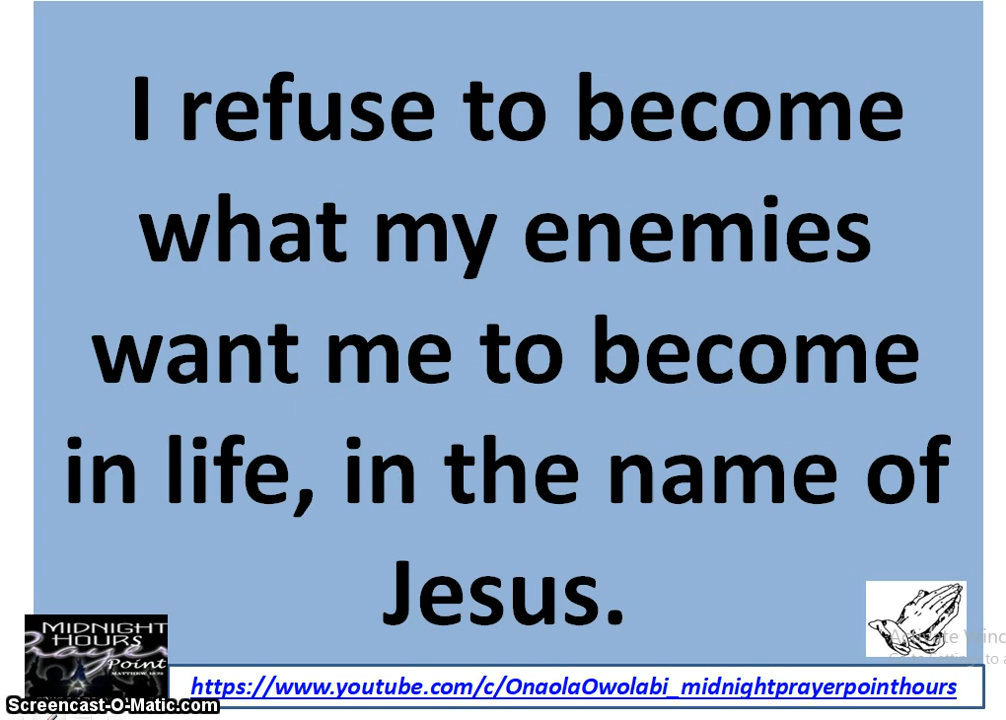 I refuse to become
what my enemies
want me to become
in life, in the name of
Jesus.
MIDNIGHT
HOURS
Prayer
Point
https://www.youtube.com/c/OnaolaOwolabi_midnightprayerpointhours
Screencast-O-Matic.com